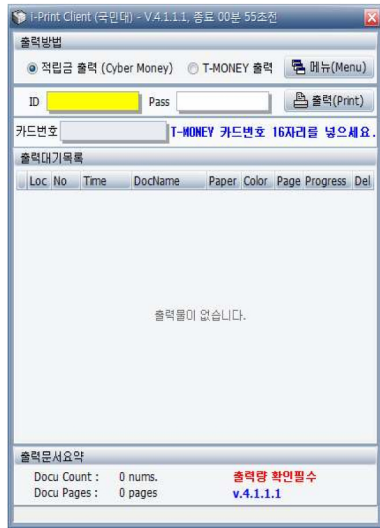 i-Print Client (국민대) - V.4.1.1.1, 종료 00분 55초전
출력방법
적립금 출력 (Cyber Money) T-MONEY 출력 메뉴(Menu)
ID Pass 출력(Print)
카드번호 T-MONEY 카드번호 16자리를 넣으세요.
출력대기목록
Loc No Time DocName Paper Color Page Progress Del
출력물이 없습니다.
출력문서요약
Docu Count : 0 nums. 출력량 확인필수
Docu Pages : 0 pages v.4.1.1.1